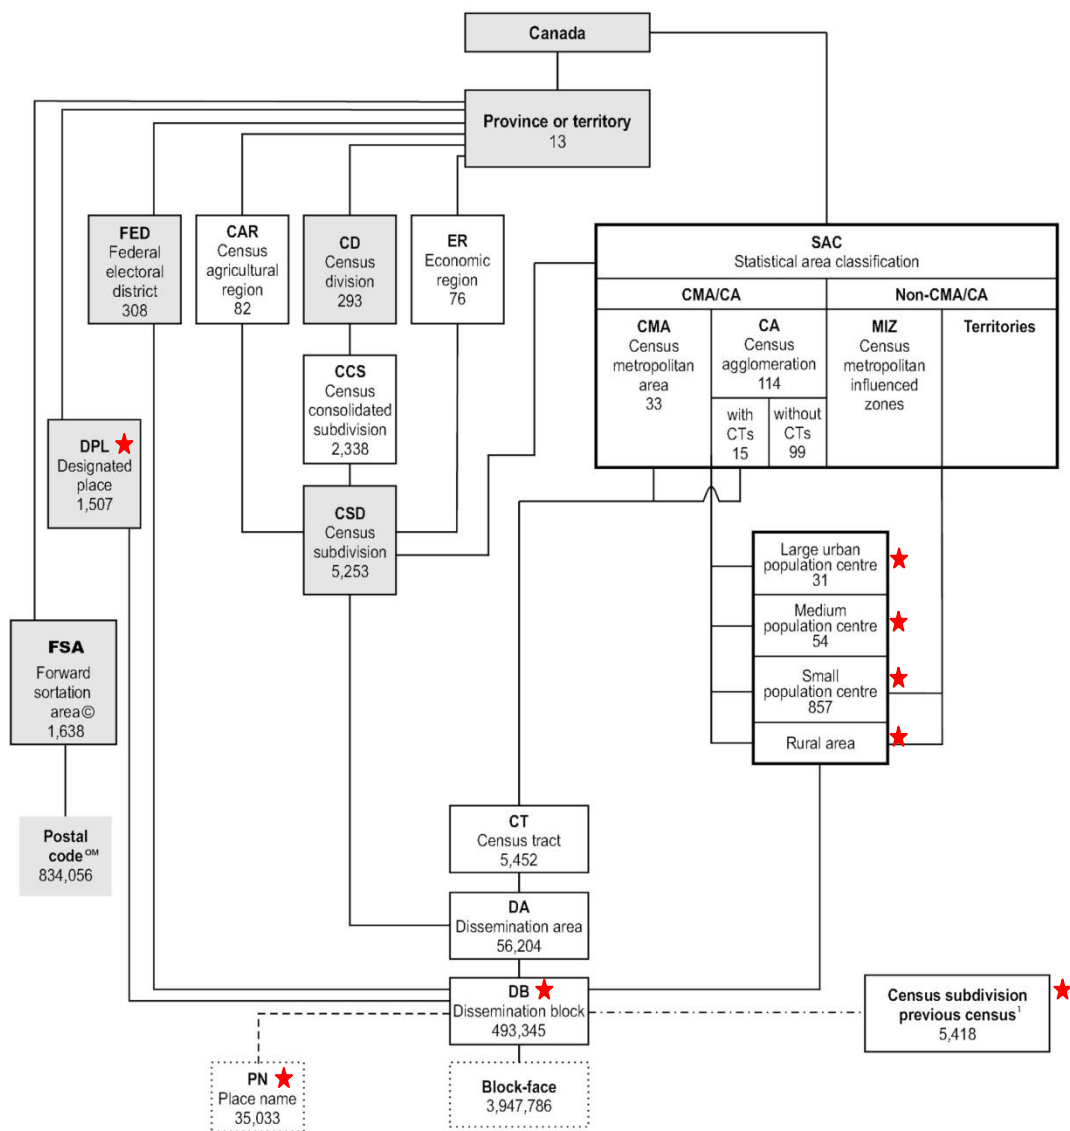 Canada
Province or territory
13
FED
Federal
electoral
district
308
CAR
Census
agricultural
region
82
CD
Census
division
293
ER
Economic
region
76
SAC
Statistical area classification
CMA/CA
Non-CMA/CA
CMA
Census
metropolitan
area
33
CA
Census
agglomeration
114
with
CTs
15
without
CTs
99
MIZ
Census
metropolitan
influenced
zones
Territories
CCS
Census
consolidated
subdivision
2,338
DPL
Designated
place
1,507
CSD
Census
subdivision
5,253
Large urban
population centre
31
Medium
population centre
54
Small
population centre
857
Rural area
FSA
Forward
sortation
area©
1,638
Postal
code OM
834,056
CT
Census tract
5,452
DA
Dissemination area
56,204
DB
Dissemination block
493,345
Census subdivision
previous census¹
5,418
PN
Place name
35,033
Block-face
3,947,786